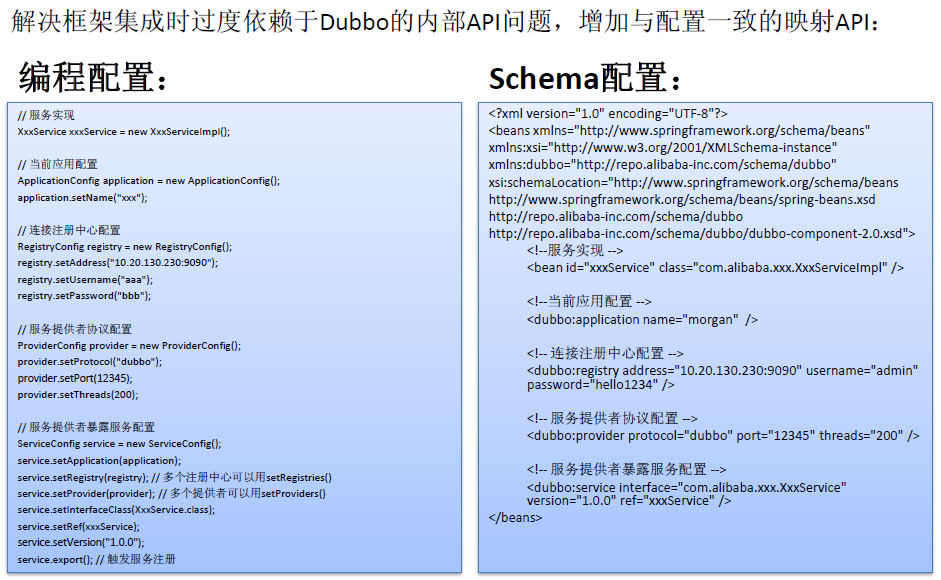 解决框架集成时过度依赖于Dubbo的内部API问题，增加与配置一致的映射API：
编程配置：
// 服务实现
XxxService xxxService = new XxxServiceImpl();
// 当前应用配置
ApplicationConfig application = new ApplicationConfig();
application.setName("xxx");
// 连接注册中心配置
RegistryConfig registry = new RegistryConfig();
registry.setAddress("10.20.130.230:9090");
registry.setUsername("aaa");
registry.setPassword("bbb");
// 服务提供者协议配置
ProviderConfig provider = new ProviderConfig();
provider.setProtocol("dubbo");
provider.setPort(12345);
provider.setThreads(200);
// 服务提供者暴露服务配置
ServiceConfig service = new ServiceConfig();
service.setApplication(application);
service.setRegistry(registry); // 多个注册中心可以用setRegistries()
service.setProvider(provider); // 多个提供者可以用setProviders()
service.setInterfaceClass(XxxService.class);
service.setRef(xxxService);
service.setVersion("1.0.0");
service.export(); // 触发服务注册
Schema配置：
<?xml version="1.0" encoding="UTF-8"?>
<beans xmlns="http://www.springframework.org/schema/beans"
xmlns:xsi="http://www.w3.org/2001/XMLSchema-instance"
xmlns:dubbo="http://repo.alibaba-inc.com/schema/dubbo"
xsi:schemaLocation="http://www.springframework.org/schema/beans
http://www.springframework.org/schema/beans/spring-beans.xsd
http://repo.alibaba-inc.com/schema/dubbo
http://repo.alibaba-inc.com/schema/dubbo/dubbo-component-2.0.xsd">
<!--服务实现 -->
<bean id="xxxService" class="com.alibaba.xxx.XxxServiceImpl" />
<!--当前应用配置 -->
<dubbo:application name="morgan" />
<!-- 连接注册中心配置 -->
<dubbo:registry address="10.20.130.230:9090" username="admin"
password="hello1234" />
<!-- 服务提供者协议配置 -->
<dubbo:provider protocol="dubbo" port="12345" threads="200" />
<!-- 服务提供者暴露服务配置 -->
<dubbo:service interface="com.alibaba.xxx.XxxService"
version="1.0.0" ref="xxxService" />
</beans>